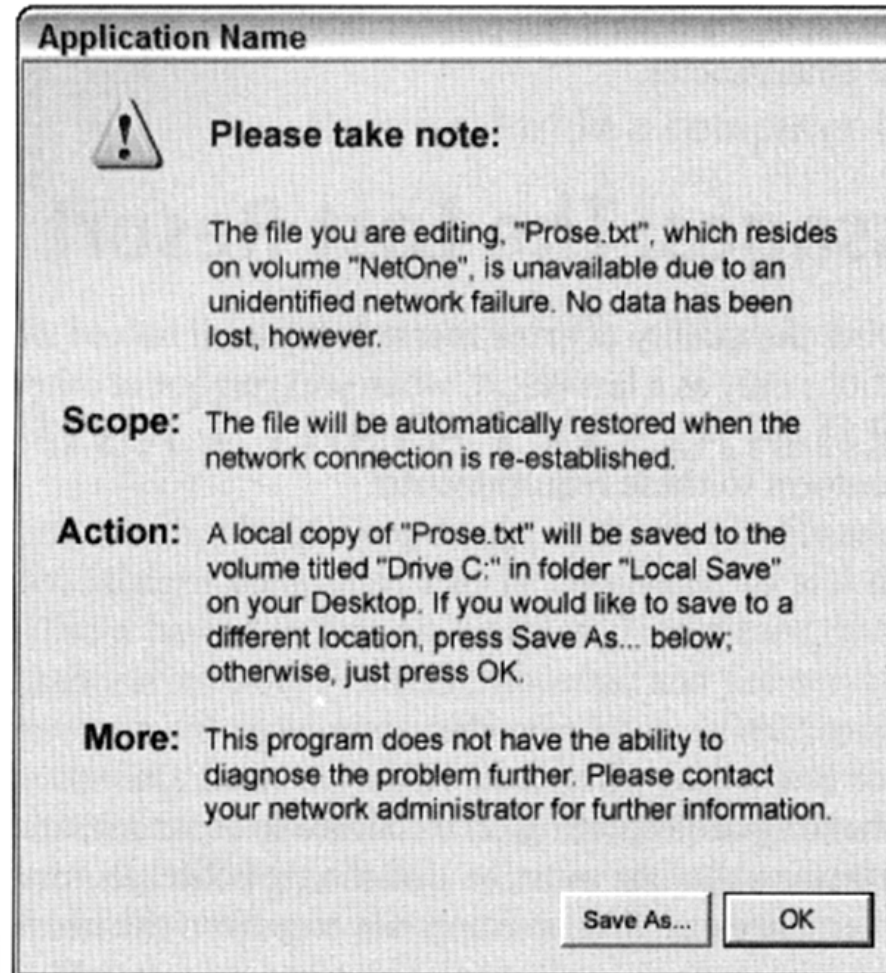 Application Name
Please take note:
The file you are editing, "Prose.txt", which resides
on volume "NetOne", is unavailable due to an
unidentified network failure. No data has been
lost, however.
Scope: The file will be automatically restored when the
network connection is re-established.
Action: A local copy of "Prose.txt" will be saved to the
volume titled "Drive C:" in folder "Local Save"
on your Desktop. If you would like to save to a
different location, press Save As... below;
otherwise, just press OK.
More: This program does not have the ability to
diagnose the problem further. Please contact
your network administrator for further information.
Save As...
OK